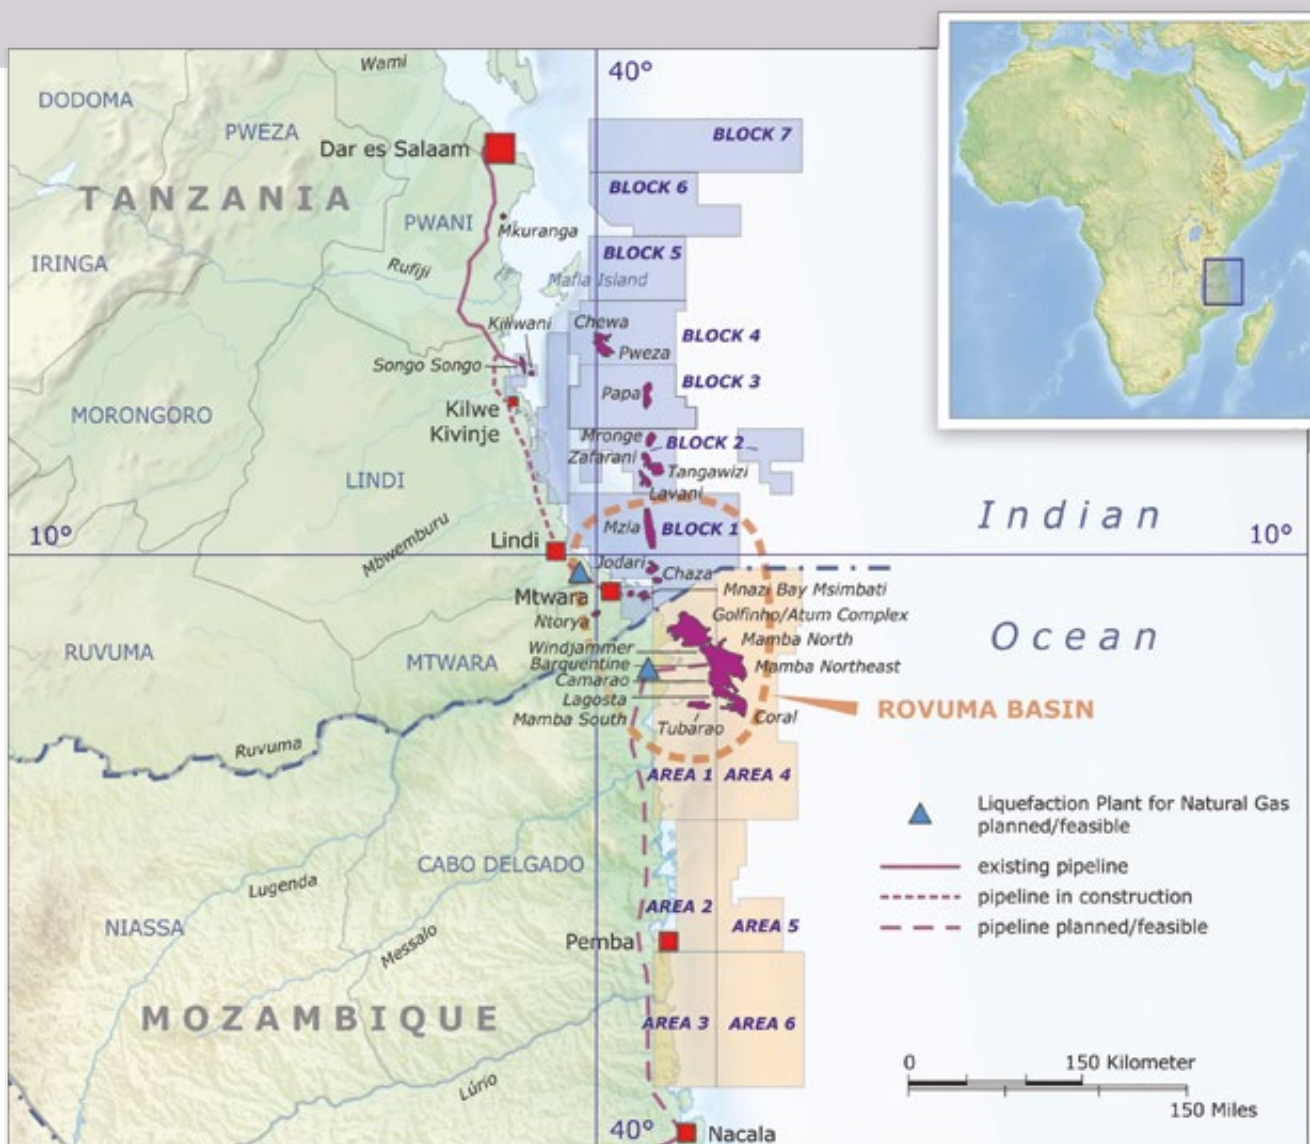 40°
Wami
DODOMA
PWEZA
BLOCK 7
Dar es Salaam
BLOCK 6
TANZANIA
PWANI
Mkuranga
BLOCK 5
IRINGA
Rufiji
Mafia Island
Kiliwani
Chewa
BLOCK 4
Pweza
Songo Songo
BLOCK 3
Papa
MORONGORO
Kilwe
Kivinje
Mronge
BLOCK 2
Zafarani
Tangawizi
LINDI
Lavani
Indian
Mzia
BLOCK 1
10°
Mbwemburu
Lindi
10°
Jodari
Chaza
Mtwara
Mnazi Bay Msimbati
Ntorya
Golfinho/Atum Complex
Ocean
RUVUMA
MTWARA
Windjammer
Mamba North
Barquentine
Mamba Northeast
Camarao
Lagosta
ROVUMA BASIN
Mamba South
Tubarao
Coral
Ruvuma
AREA 1
AREA 4
Liquefaction Plant for Natural Gas
planned/feasible
CABO DELGADO
existing pipeline
Lugenda
pipeline in construction
NIASSA
AREA 2
AREA 5
pipeline planned/feasible
Messalo
Pemba
MOZAMBIQUE
AREA 3
AREA 6
0
150 Kilometer
Lúrio
150 Miles
40°
Nacala